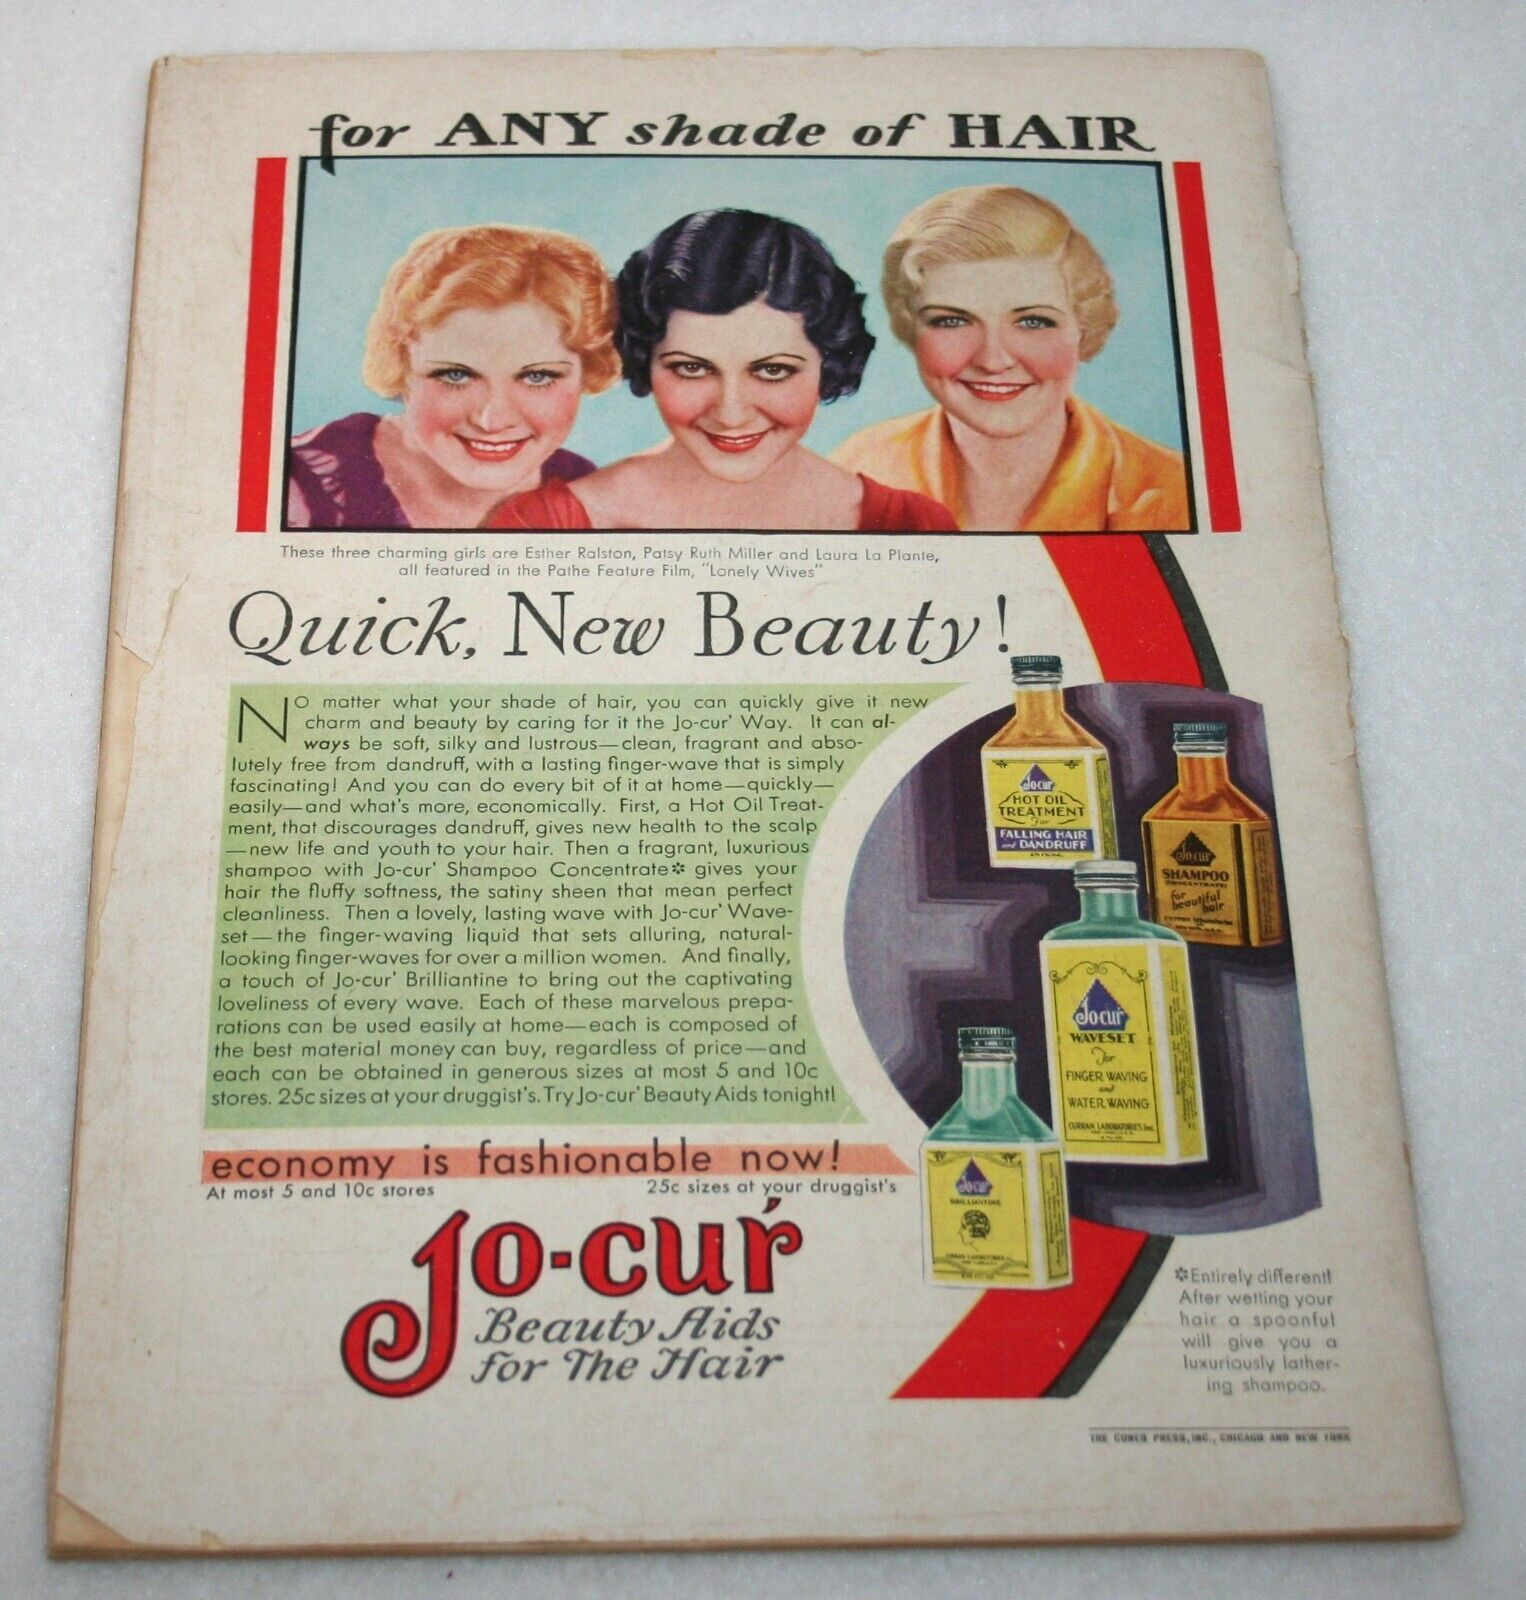 for ANY shade of HAIR
These three charming girls are Esther Ralston, Patsy Ruth Miller and Laura La Plante,
all featured in the Pathe Feature Film, "Lonely Wives"
Quick, New Beauty!
NO matter what your shade of hair, you can quickly give it new
charm and beauty by caring for it the Jo-cur' Way. It can al-
ways be soft, silky and lustrous—clean, fragrant and abso-
lutely free from dandruff, with a lasting finger-wave that is simply
fascinating! And you can do every bit of it at home—quickly—
easily—and what's more, economically. First, a Hot Oil Treat-
ment, that discourages dandruff, gives new health to the scalp
—new life and youth to your hair. Then a fragrant, luxurious
shampoo with Jo-cur' Shampoo Concentrate✽ gives your
hair the fluffy softness, the satiny sheen that mean perfect
cleanliness. Then a lovely, lasting wave with Jo-cur' Wave-
set—the finger-waving liquid that sets alluring, natural-
looking finger-waves for over a million women. And finally,
a touch of Jo-cur' Brilliantine to bring out the captivating
loveliness of every wave. Each of these marvelous prepa-
rations can be used easily at home—each is composed of
the best material money can buy, regardless of price—and
each can be obtained in generous sizes at most 5 and 10c
stores. 25c sizes at your druggist's. Try Jo-cur' Beauty Aids tonight!
Jo-cur
HOT OIL
TREATMENT
For
FALLING HAIR
and DANDRUFF
Jo-cur
SHAMPOO
(CONCENTRATE)
for
beautiful
hair
curran laboratories
Jo-cur
WAVESET
For
FINGER WAVING
and
WATER WAVING
CURRAN LABORATORIES Inc.
Jo-cur
BRILLIANTINE
CURRAN LABORATORIES Inc.
economy is fashionable now!
At most 5 and 10c stores 25c sizes at your druggist's
Jo-cur'
Beauty Aids
for The Hair
✽Entirely different!
After wetting your
hair a spoonful
will give you a
luxuriously lather-
ing shampoo.
THE CUNEO PRESS, INC., CHICAGO AND NEW YORK